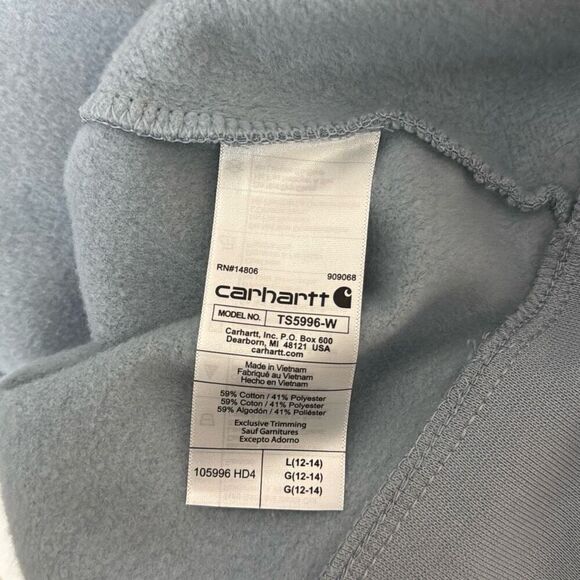 RN#14806 909068
carhartt
MODEL NO. TS5996-W
Carhartt, Inc. P.O. Box 600
Dearborn, MI 48121 USA
carhartt.com
Made in Vietnam
Fabriqué au Vietnam
Hecho en Vietnam
59% Cotton / 41% Polyester
59% Coton / 41% Polyester
59% Algodón / 41% Poliéster
Exclusive Trimming
Sauf Garnitures
Excepto Adorno
105996 HD4
L(12-14)
G(12-14)
G(12-14)